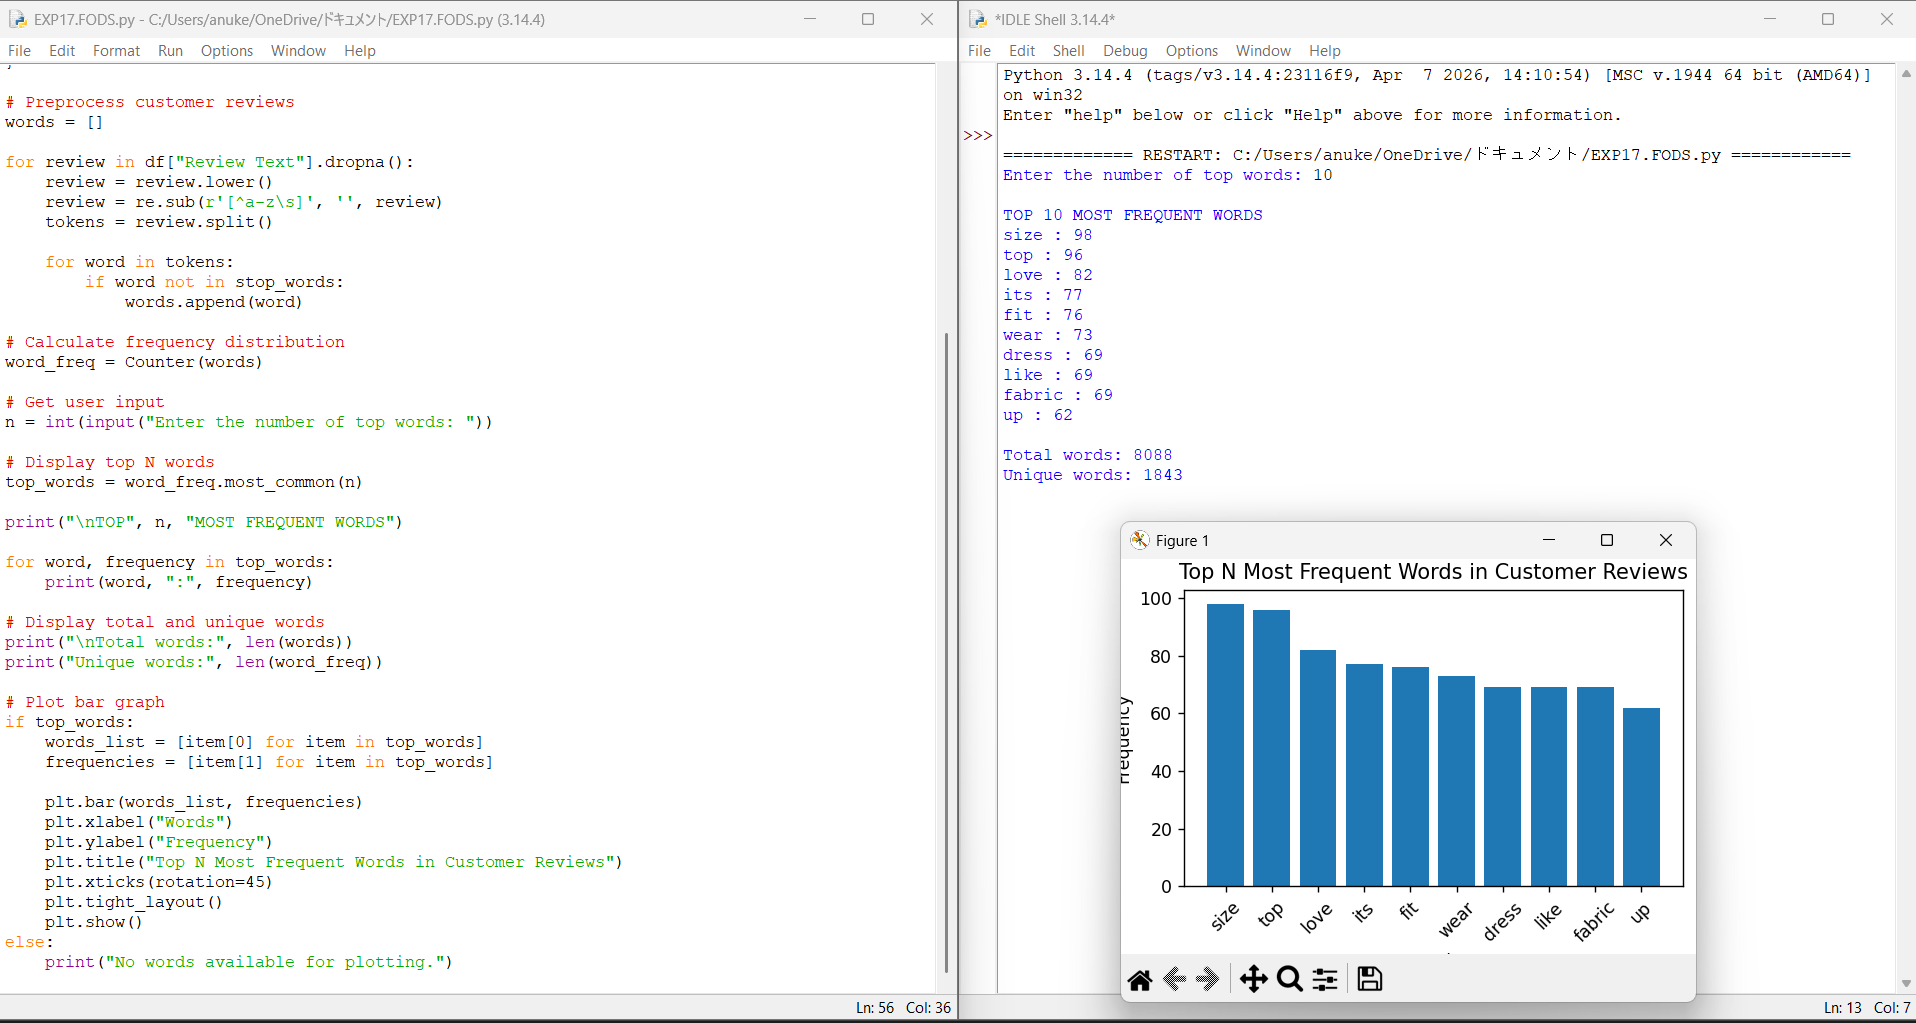 EXP17.FODS.py - C:/Users/anuke/OneDrive/ドキュメント/EXP17.FODS.py (3.14.4)
File Edit Format Run Options Window Help
# Preprocess customer reviews
words = []
for review in df["Review Text"].dropna():
    review = review.lower()
    review = re.sub(r'[^a-z\s]', '', review)
    tokens = review.split()
    for word in tokens:
        if word not in stop_words:
            words.append(word)
# Calculate frequency distribution
word_freq = Counter(words)
# Get user input
n = int(input("Enter the number of top words: "))
# Display top N words
top_words = word_freq.most_common(n)
print("\nTOP", n, "MOST FREQUENT WORDS")
for word, frequency in top_words:
    print(word, ":", frequency)
# Display total and unique words
print("\nTotal words:", len(words))
print("Unique words:", len(word_freq))
# Plot bar graph
if top_words:
    words_list = [item[0] for item in top_words]
    frequencies = [item[1] for item in top_words]
    plt.bar(words_list, frequencies)
    plt.xlabel("Words")
    plt.ylabel("Frequency")
    plt.title("Top N Most Frequent Words in Customer Reviews")
    plt.xticks(rotation=45)
    plt.tight_layout()
    plt.show()
else:
    print("No words available for plotting.")
Ln: 56 Col: 36
*IDLE Shell 3.14.4*
File Edit Shell Debug Options Window Help
Python 3.14.4 (tags/v3.14.4:23116f9, Apr  7 2026, 14:10:54) [MSC v.1944 64 bit (AMD64)]
on win32
Enter "help" below or click "Help" above for more information.
>>>
============= RESTART: C:/Users/anuke/OneDrive/ドキュメント/EXP17.FODS.py ============
Enter the number of top words: 10
TOP 10 MOST FREQUENT WORDS
size : 98
top : 96
love : 82
its : 77
fit : 76
wear : 73
dress : 69
like : 69
fabric : 69
up : 62
Total words: 8088
Unique words: 1843
Figure 1
Top N Most Frequent Words in Customer Reviews
100
80
60
40
20
0
Frequency
size top love its fit wear dress like fabric up
Ln: 13 Col: 7